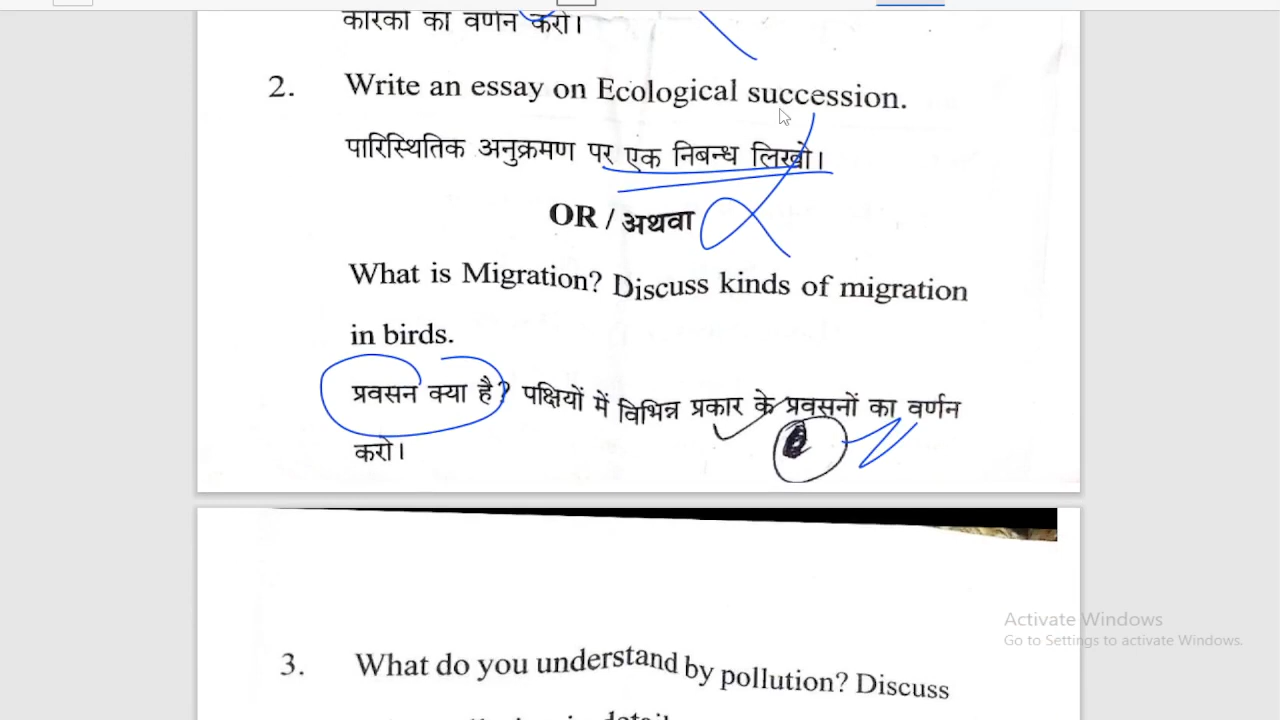 कारकों का वर्णन करो।
2. Write an essay on Ecological succession.
पारिस्थितिक अनुक्रमण पर एक निबन्ध लिखो।
OR / अथवा
What is Migration? Discuss kinds of migration
in birds.
प्रवसन क्या है? पक्षियों में विभिन्न प्रकार के प्रवसनों का वर्णन
करो।
Activate Windows
Go to Settings to activate Windows.
3. What do you understand by pollution? Discuss
in detail